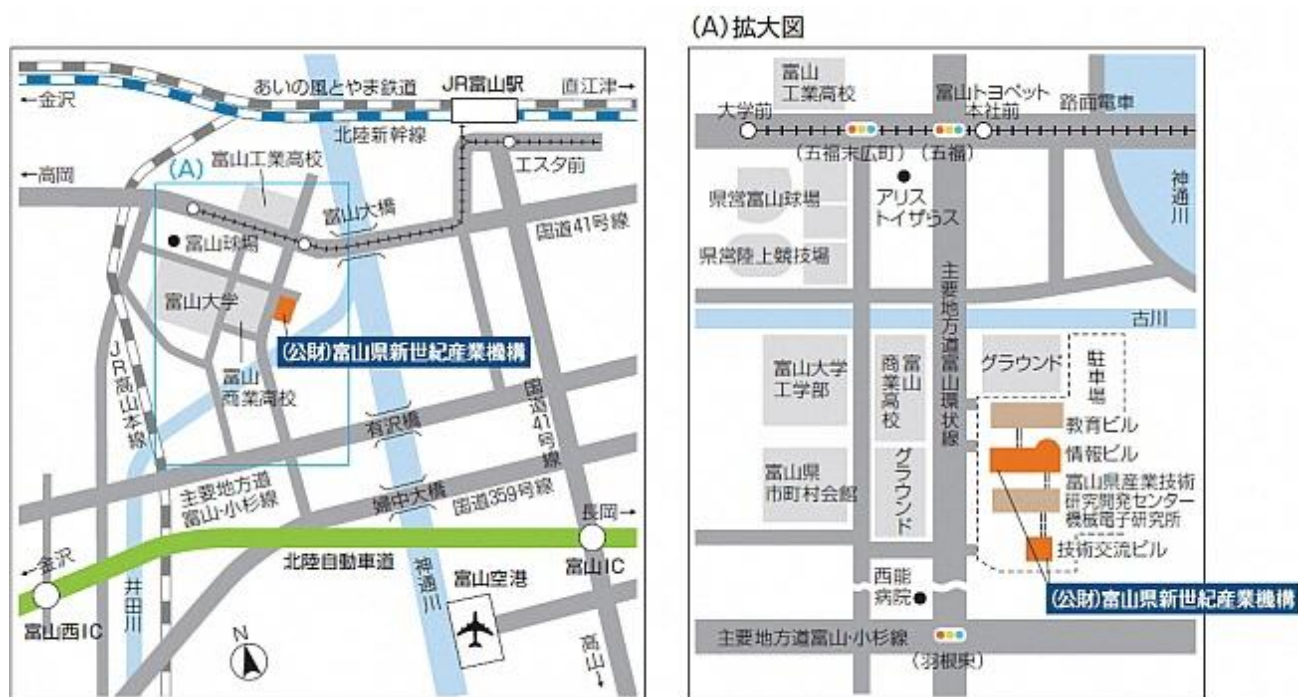 (A)拡大図
あいの風とやま鉄道
JR富山駅
直江津→
←金沢
北陸新幹線
(A)
富山工業高校
エスタ前
←高岡
富山大橋
国道41号線
富山球場
富山大学
(公財)富山県新世紀産業機構
JR高山本線
富山
商業高校
有沢橋
国道41号線
主要地方道
富山・小杉線
婦中大橋
国道359号線
長岡→
←金沢
北陸自動車道
富山IC
井田川
神通川
富山空港
富山西IC
N
高山→
富山
工業高校
大学前
富山トヨペット
本社前
路面電車
(五福末広町)
(五福)
アリス
トイザらス
県営富山球場
県営陸上競技場
神通川
主要地方道富山環状線
古川
富山大学
工学部
富山
商業高校
グラウンド
駐車場
教育ビル
情報ビル
富山県
市町村会館
グラウンド
富山県産業技術
研究開発センター
機械電子研究所
技術交流ビル
西能
病院
(公財)富山県新世紀産業機構
主要地方道富山・小杉線
(羽根東)